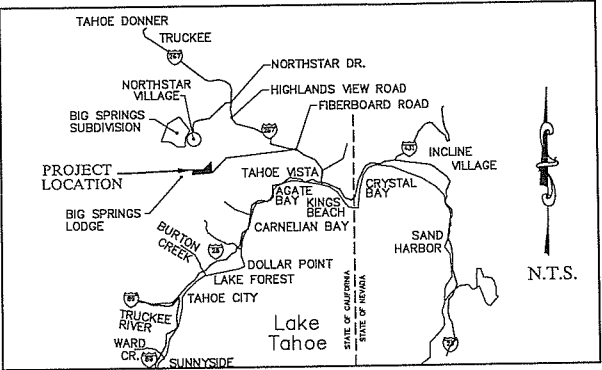 TAHOE DONNER
TRUCKEE
267
NORTHSTAR DR.
NORTHSTAR
VILLAGE
HIGHLANDS VIEW ROAD
FIBERBOARD ROAD
BIG SPRINGS
SUBDIVISION
267
431
INCLINE
VILLAGE
PROJECT
LOCATION
TAHOE VISTA
CRYSTAL
BAY
AGATE
BAY
KINGS
BEACH
BIG SPRINGS
LODGE
CARNELIAN BAY
BURTON
CREEK
28
SAND
HARBOR
DOLLAR POINT
LAKE FOREST
N.T.S.
89
TAHOE CITY
TRUCKEE
RIVER
STATE OF CALIFORNIA
STATE OF NEVADA
Lake
Tahoe
WARD
CR.
89
SUNNYSIDE